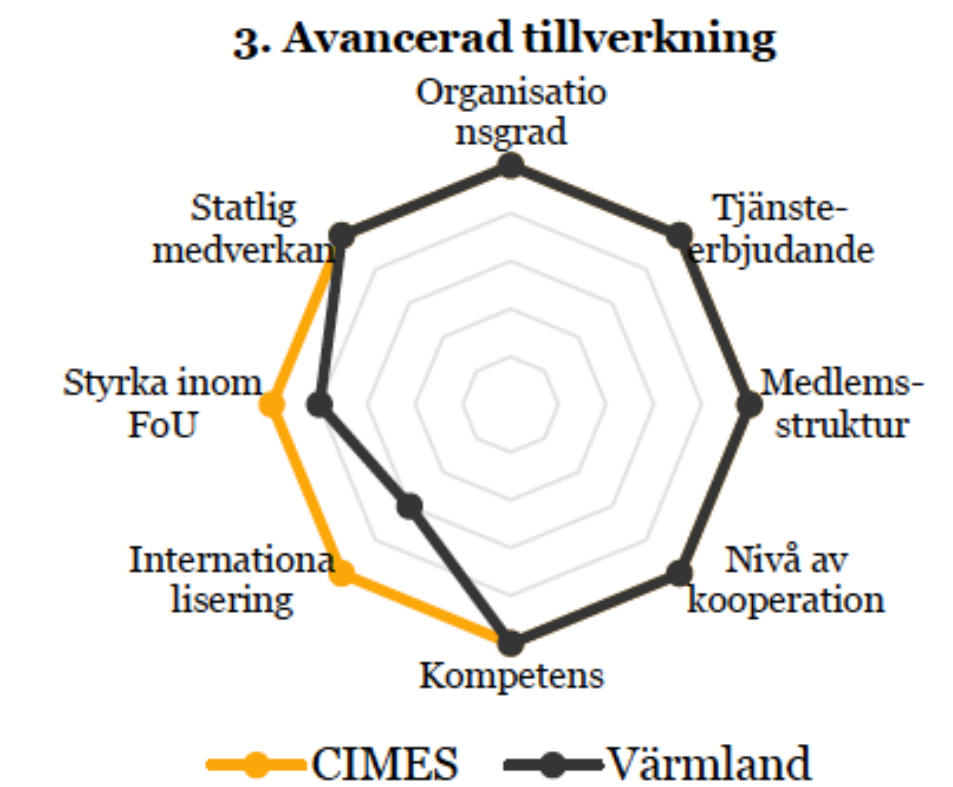 3. Avancerad tillverkning
Organisatio
nsgrad
Statlig
medverkan
Tjänste-
erbjudande
Styrka inom
FoU
Medlems-
struktur
Internationa
lisering
Nivå av
kooperation
Kompetens
CIMES
Värmland